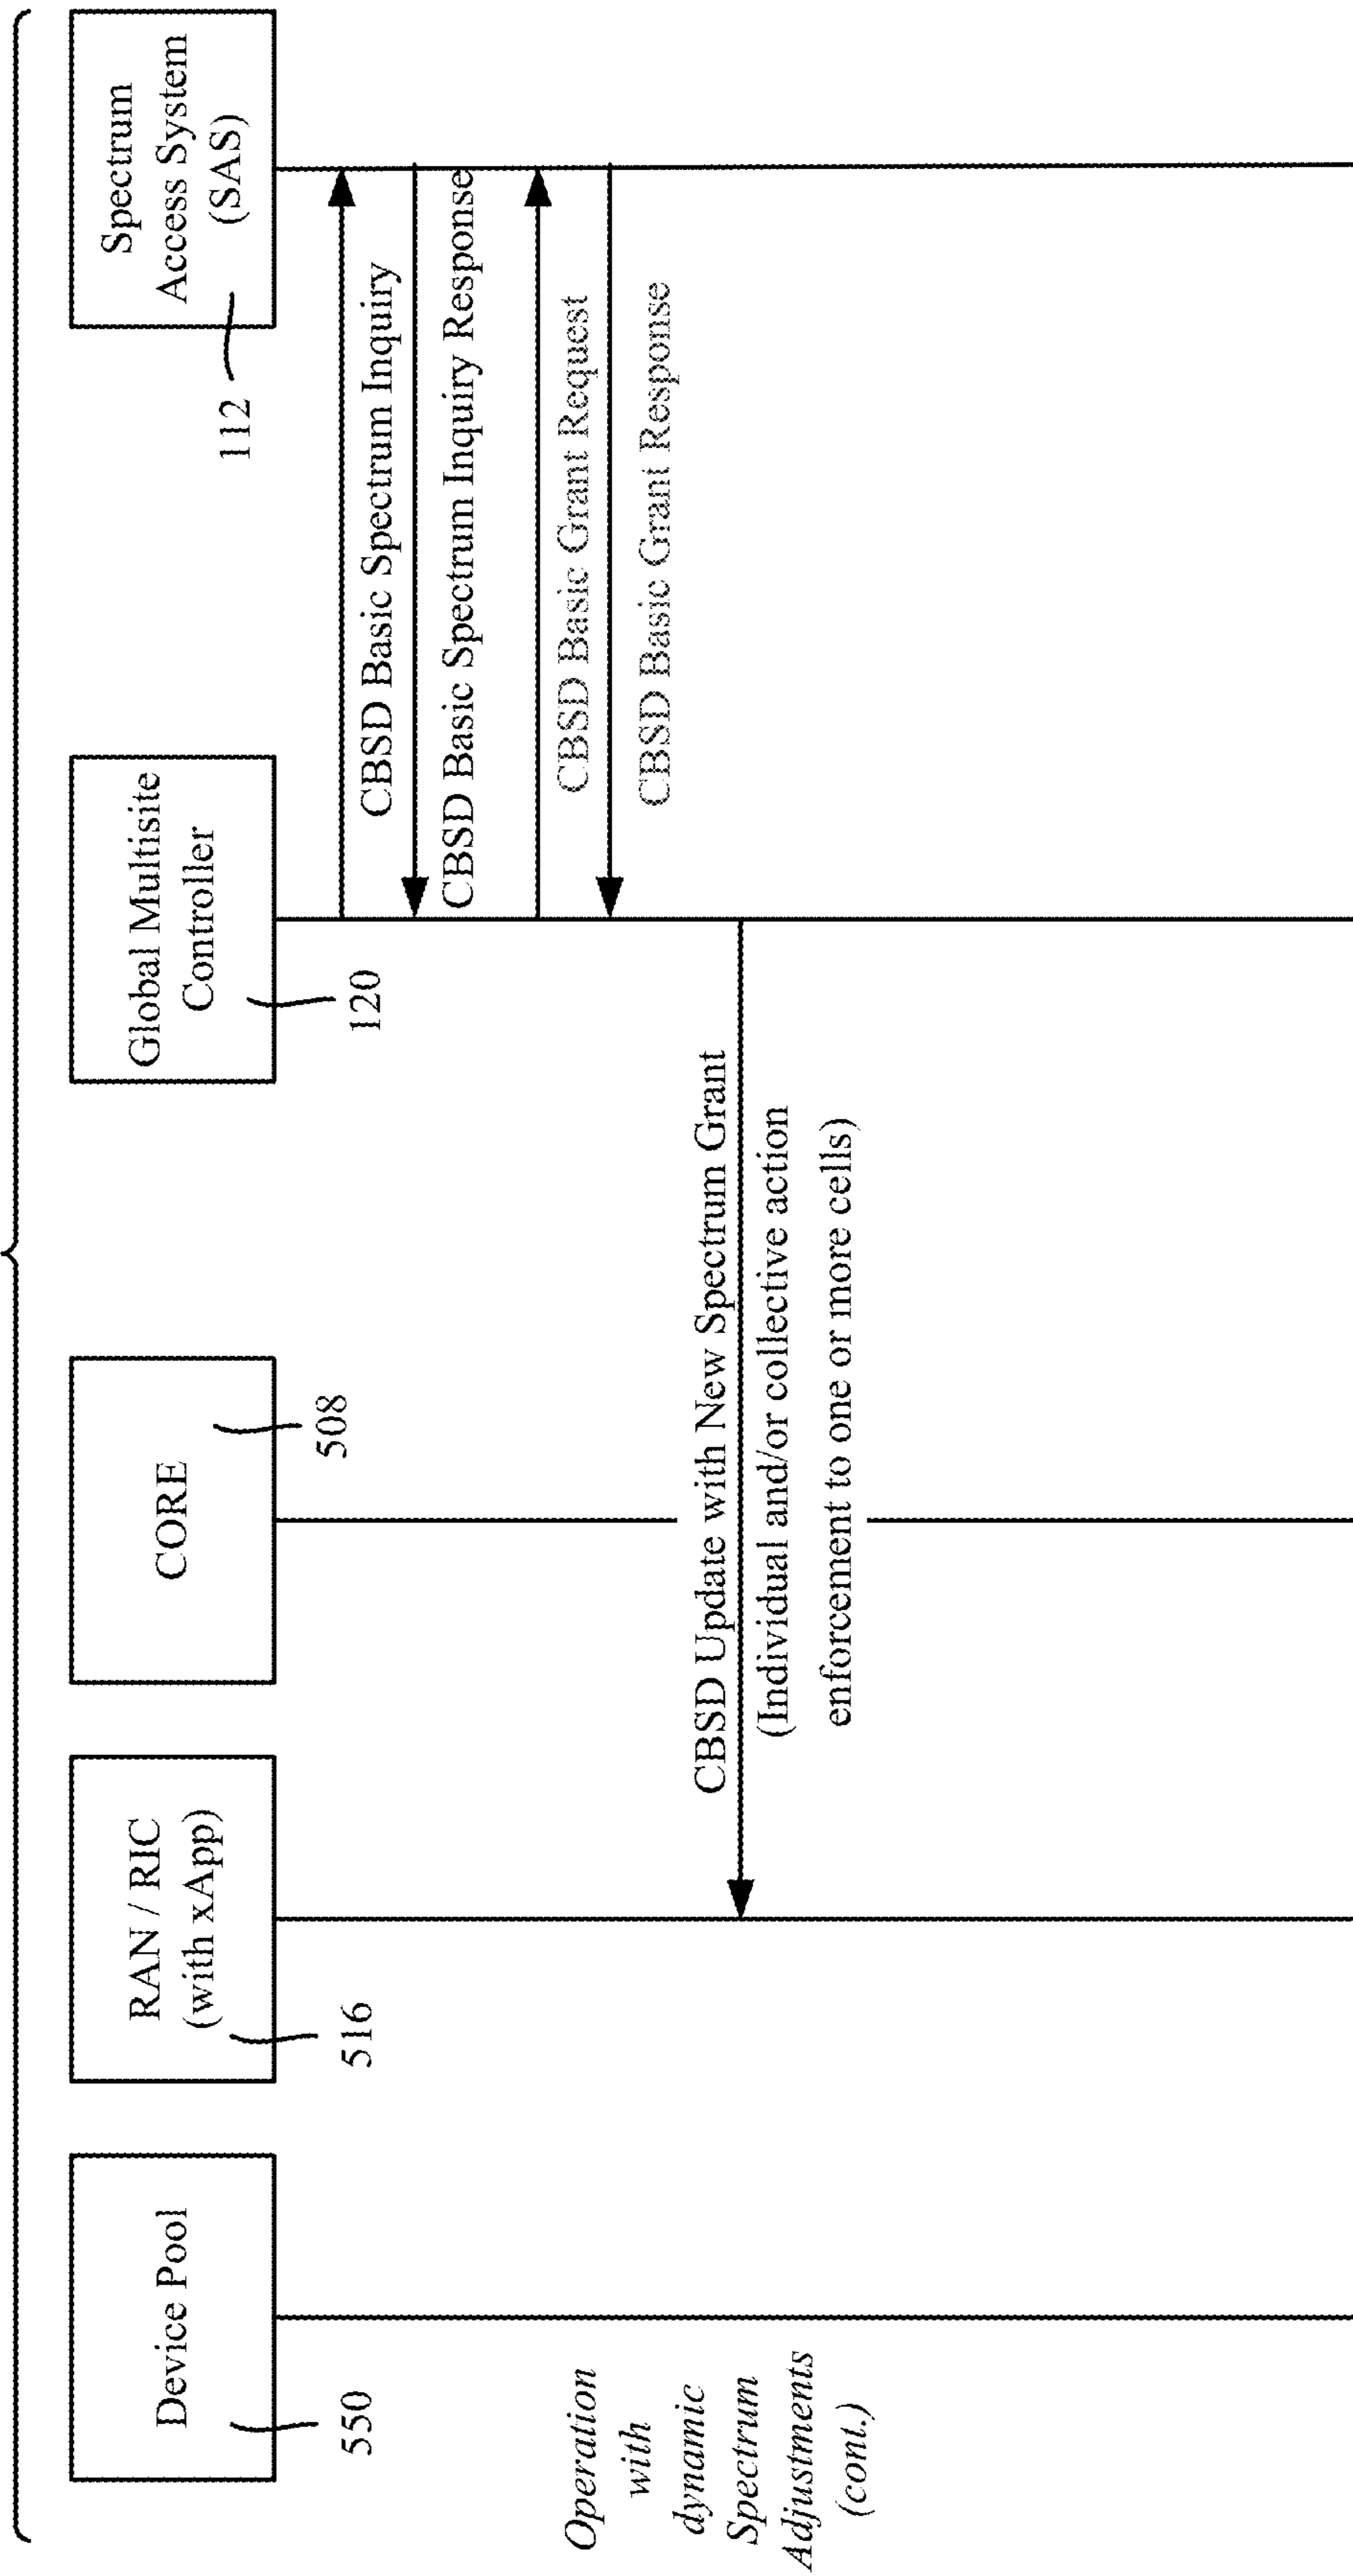 Device Pool
550
RAN / RIC
(with xApp)
516
CORE
508
Global Multisite
Controller
120
Spectrum
Access System
(SAS)
112
CBSD Basic Spectrum Inquiry
CBSD Basic Spectrum Inquiry Response
CBSD Basic Grant Request
CBSD Basic Grant Response
Operation
with
dynamic
Spectrum
Adjustments
(cont.)
CBSD Update with New Spectrum Grant
(Individual and/or collective action
enforcement to one or more cells)